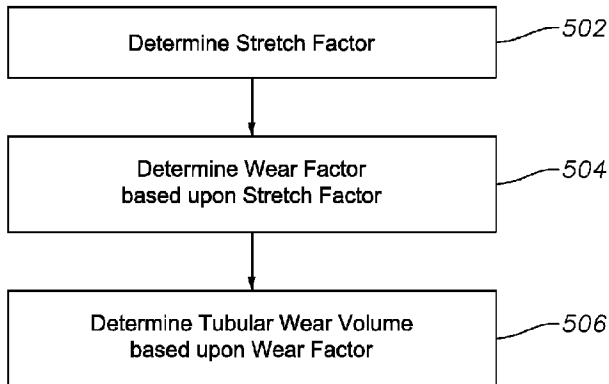 Determine Stretch Factor
502
Determine Wear Factor
based upon Stretch Factor
504
Determine Tubular Wear Volume
based upon Wear Factor
506